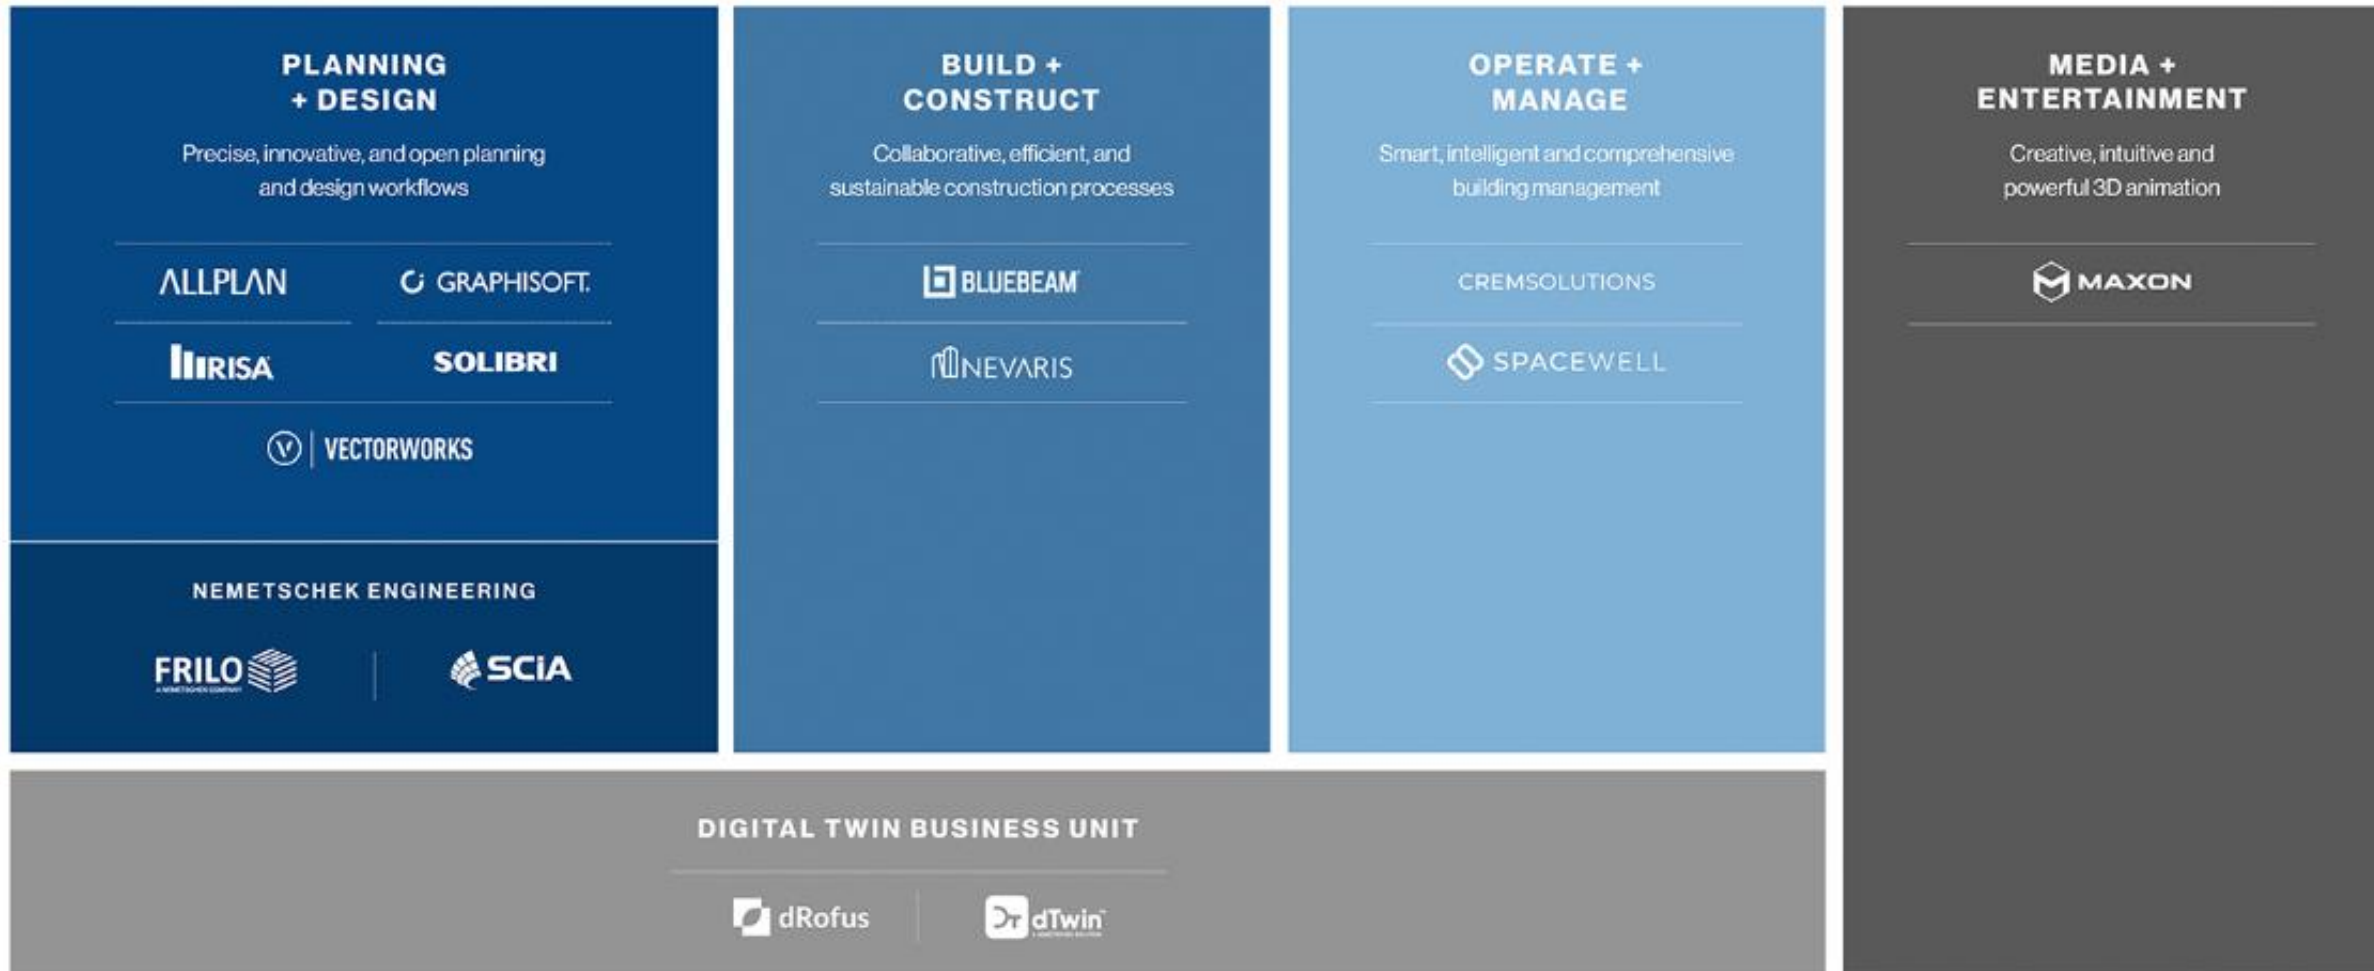 PLANNING
+ DESIGN
Precise, innovative, and open planning
and design workflows
ALLPLAN
GRAPHISOFT.
RISA
SOLIBRI
VECTORWORKS
NEMETSCHEK ENGINEERING
FRILO
A NEMETSCHEK COMPANY
SCiA
BUILD +
CONSTRUCT
Collaborative, efficient, and
sustainable construction processes
BLUEBEAM
NEVARIS
OPERATE +
MANAGE
Smart, intelligent and comprehensive
building management
CREMSOLUTIONS
SPACEWELL
MEDIA +
ENTERTAINMENT
Creative, intuitive and
powerful 3D animation
MAXON
DIGITAL TWIN BUSINESS UNIT
dRofus
dTwin